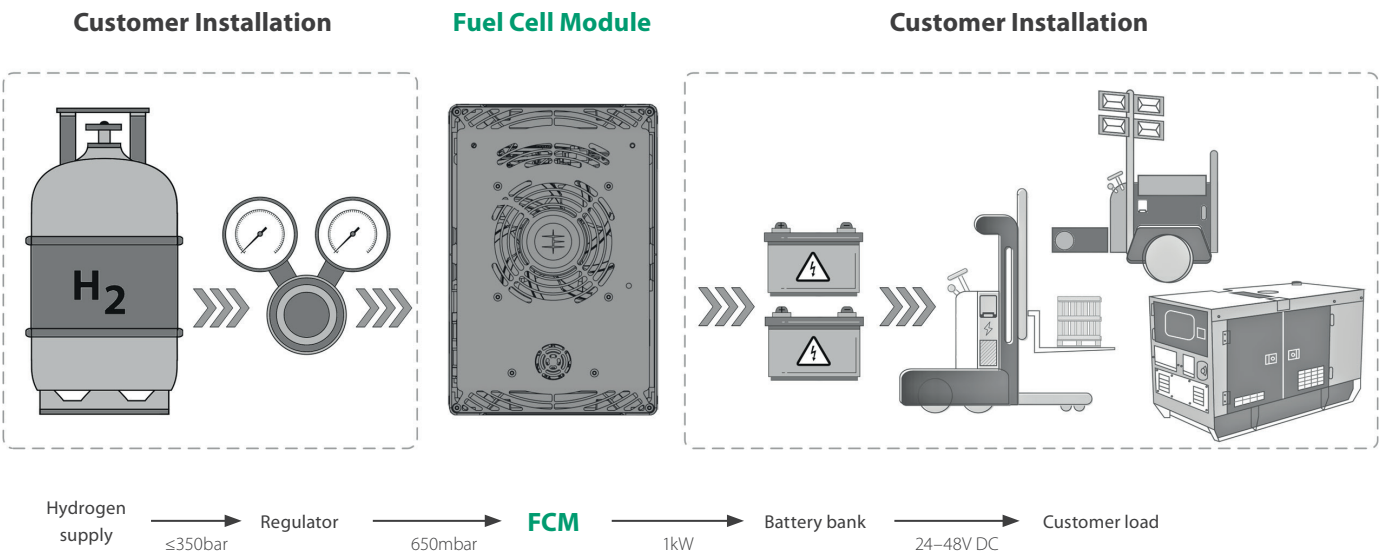 Customer Installation
Fuel Cell Module
Customer Installation
H2
Hydrogen
supply
≤350bar
Regulator
650mbar
FCM
1kW
Battery bank
24–48V DC
Customer load